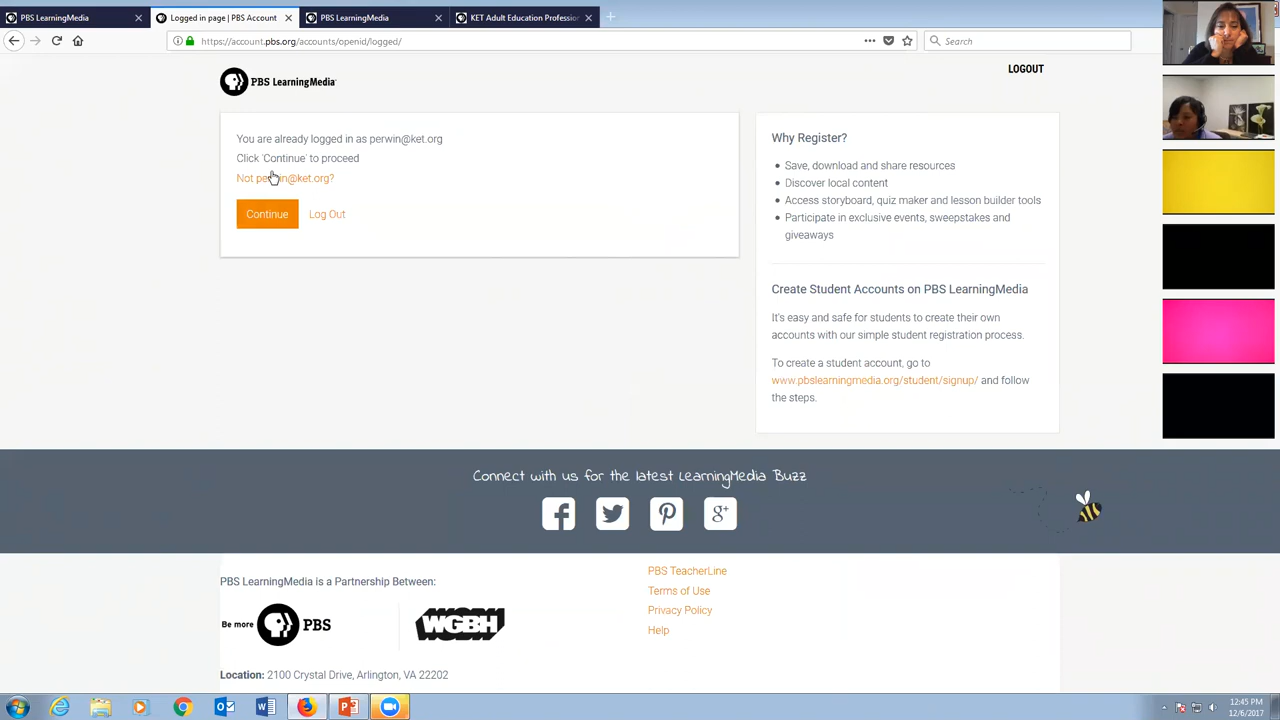 PBS LearningMedia
Logged in page | PBS Account
PBS LearningMedia
KET Adult Education Profession
https://account.pbs.org/accounts/openid/logged/
Search
PBS LearningMedia
LOGOUT
You are already logged in as perwin@ket.org
Click 'Continue' to proceed
Not perwin@ket.org?
Continue
Log Out
Why Register?
Save, download and share resources
Discover local content
Access storyboard, quiz maker and lesson builder tools
Participate in exclusive events, sweepstakes and
giveaways
Create Student Accounts on PBS LearningMedia
It's easy and safe for students to create their own
accounts with our simple student registration process.
To create a student account, go to
www.pbslearningmedia.org/student/signup/ and follow
the steps.
Connect with us for the latest LearningMedia Buzz
PBS LearningMedia is a Partnership Between:
Be more PBS
WGBH
PBS TeacherLine
Terms of Use
Privacy Policy
Help
Location: 2100 Crystal Drive, Arlington, VA 22202
12:45 PM
12/6/2017